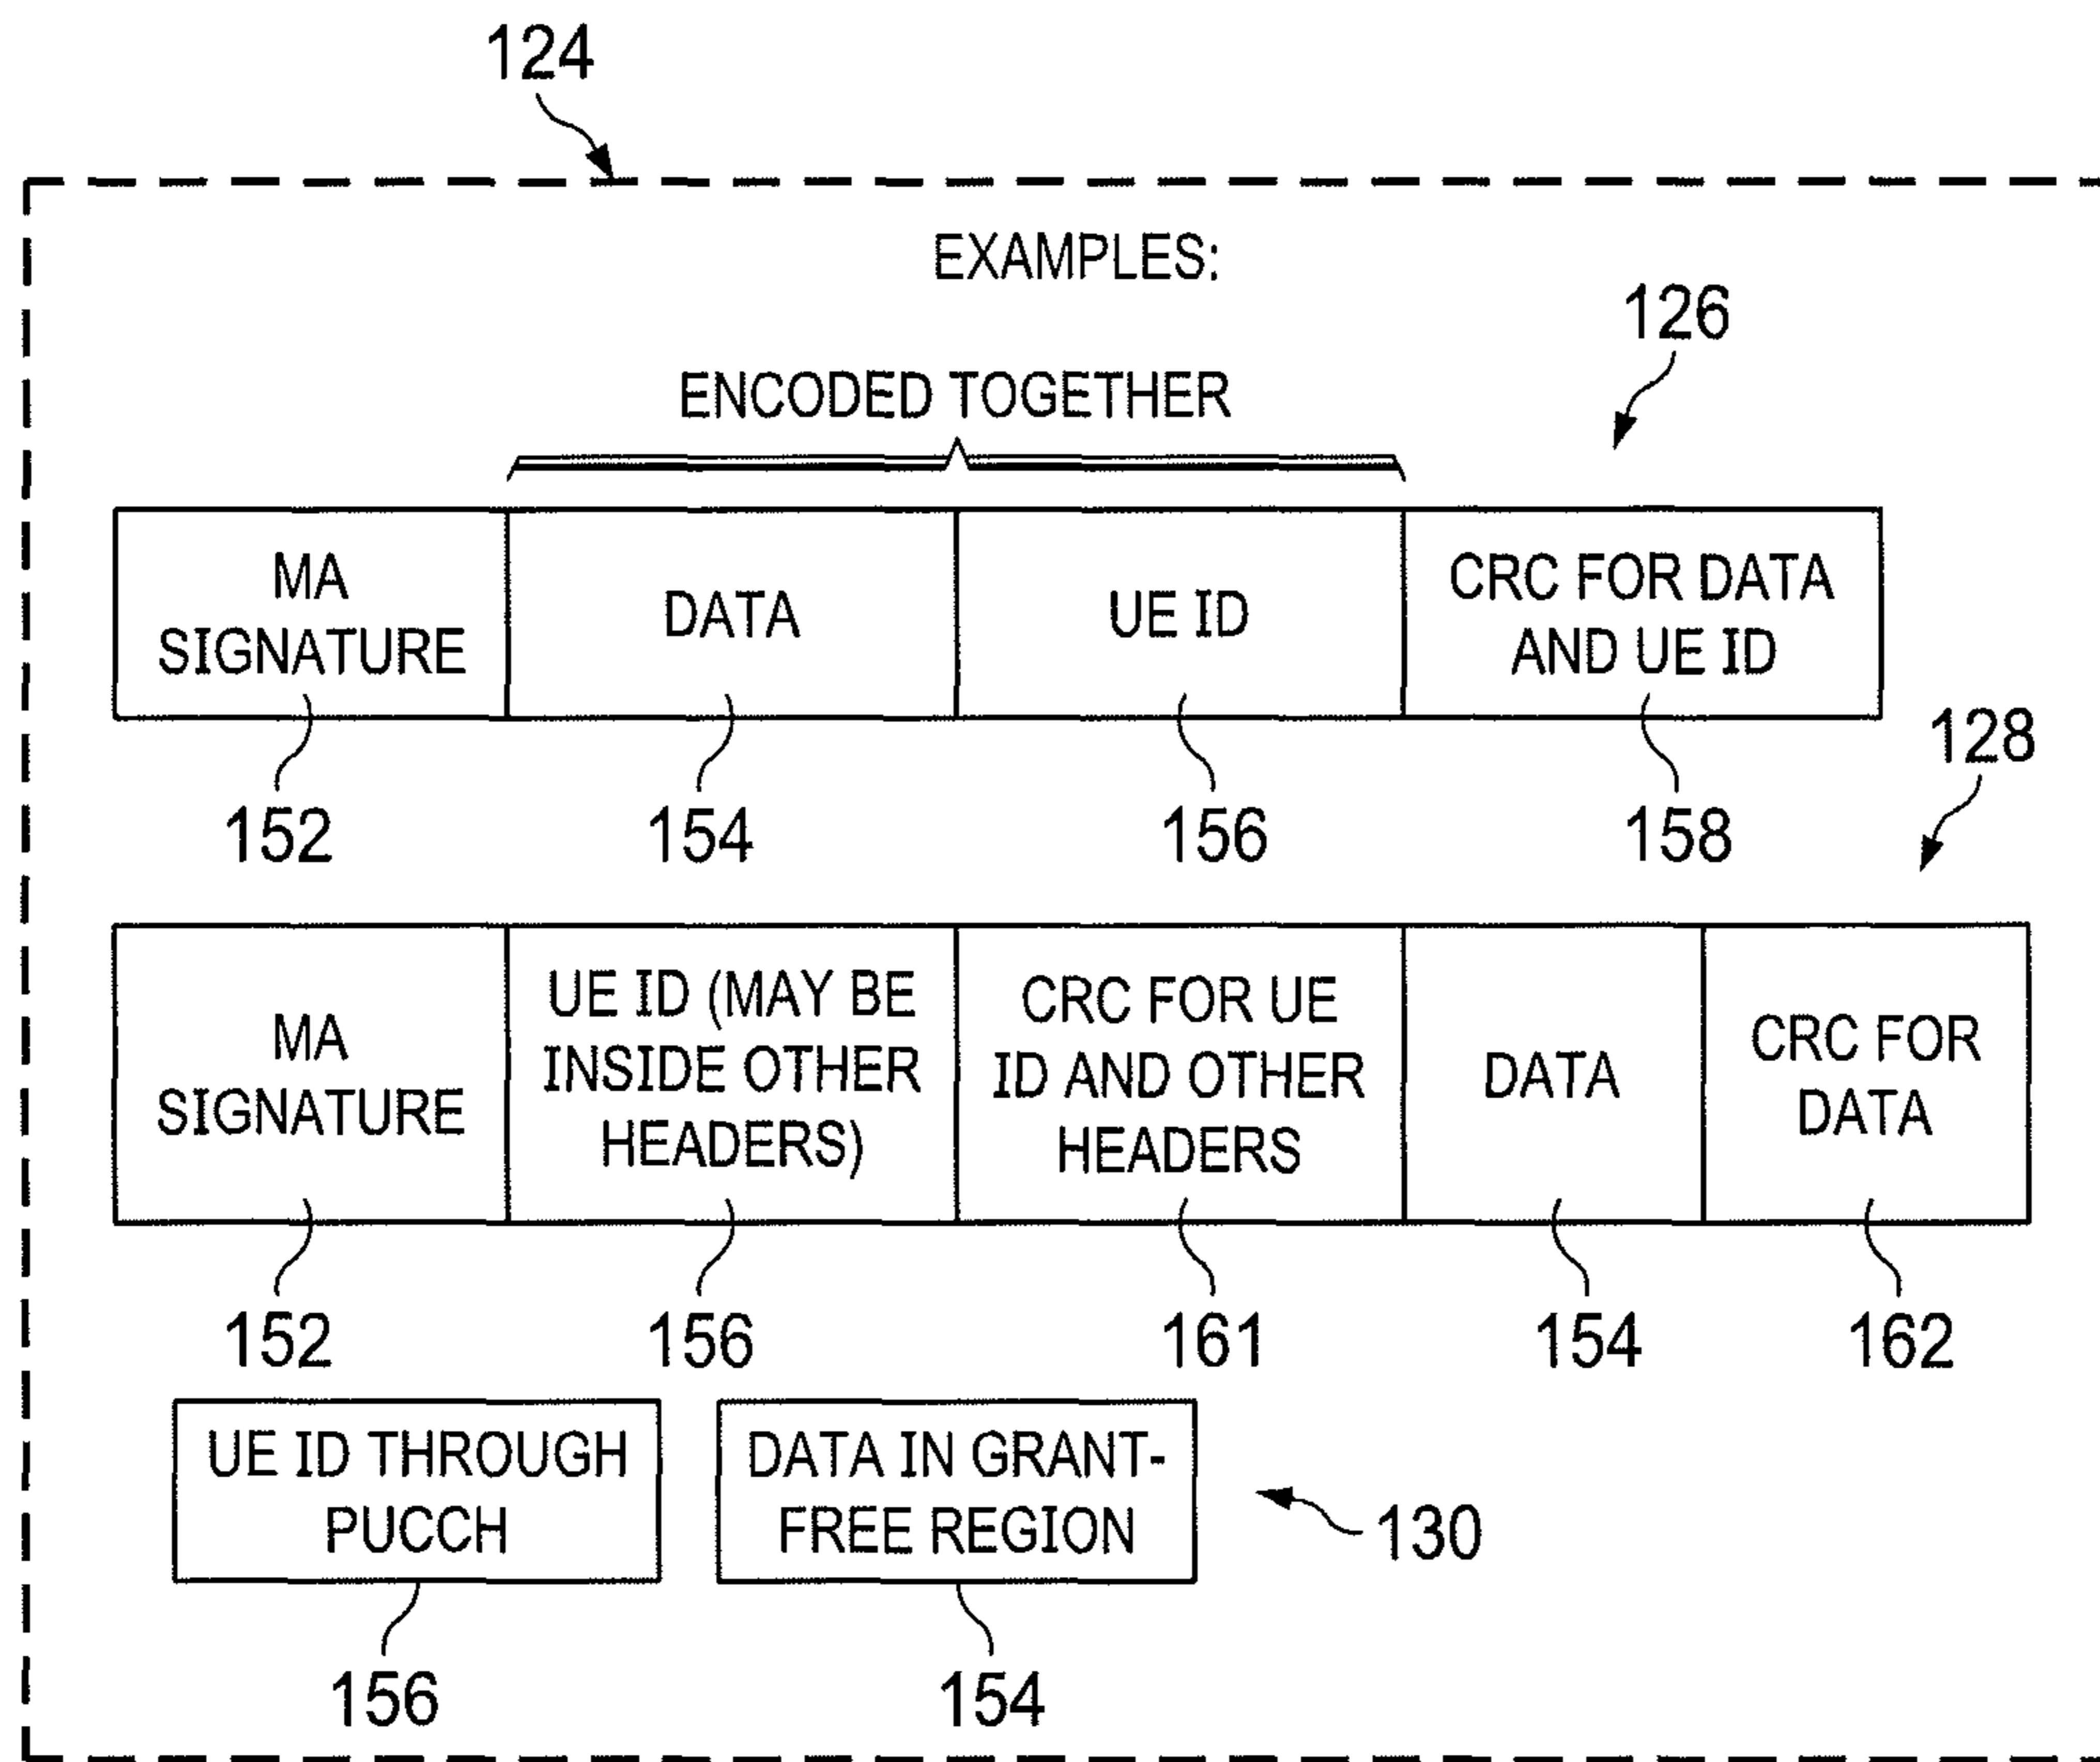 124
EXAMPLES:
126
ENCODED TOGETHER
MA
SIGNATURE
DATA
UE ID
CRC FOR DATA
AND UE ID
152
154
156
158
128
MA
SIGNATURE
UE ID (MAY BE
INSIDE OTHER
HEADERS)
CRC FOR UE
ID AND OTHER
HEADERS
DATA
CRC FOR
DATA
152
156
161
154
162
UE ID THROUGH
PUCCH
DATA IN GRANT-
FREE REGION
130
156
154